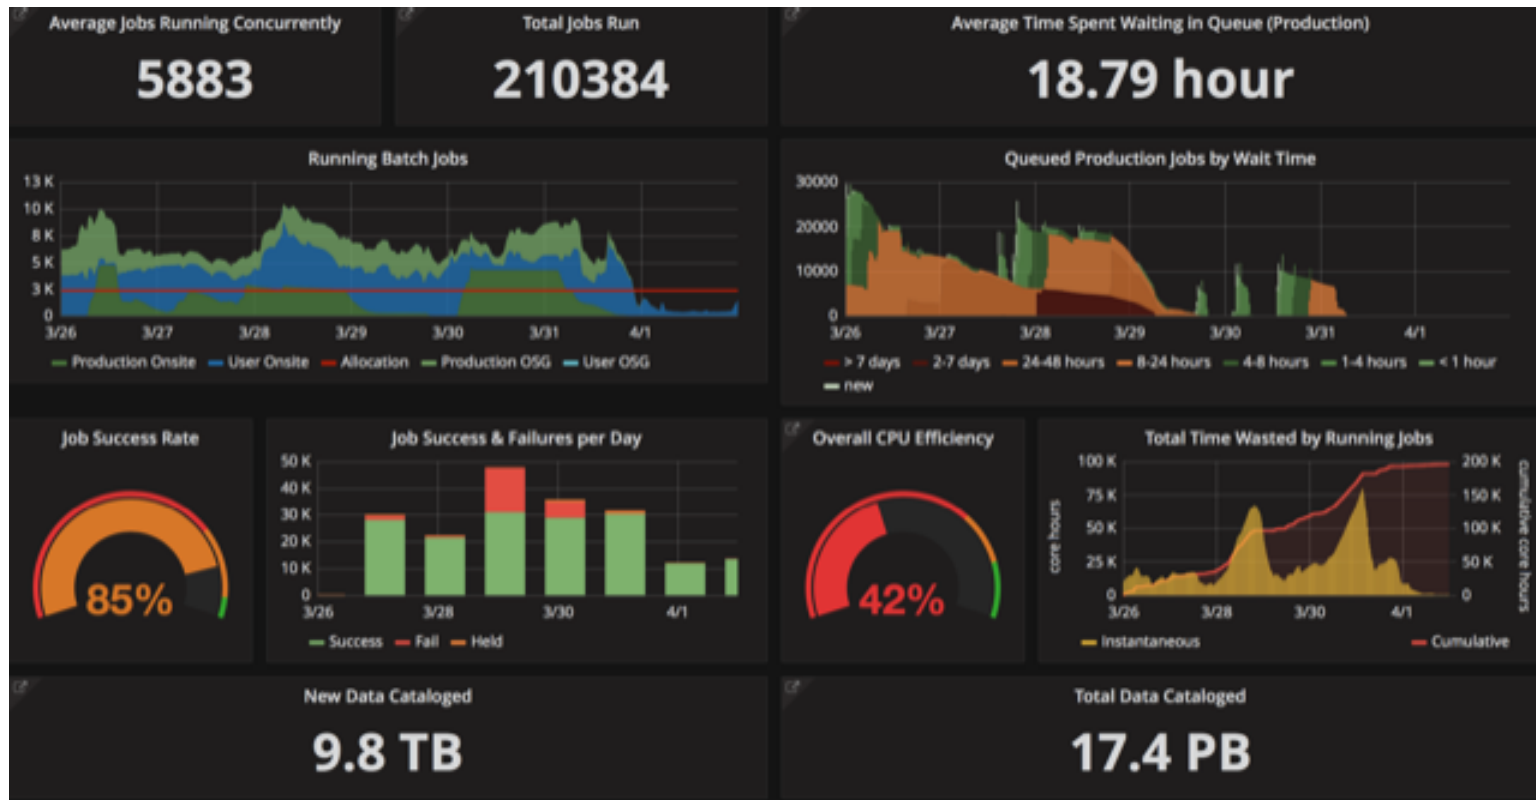 Average Jobs Running Concurrently
5883
Total Jobs Run
210384
Average Time Spent Waiting in Queue (Production)
18.79 hour
Running Batch Jobs
13 K
10 K
8 K
5 K
3 K
0
3/26 3/27 3/28 3/29 3/30 3/31 4/1
Production Onsite User Onsite Allocation Production OSG User OSG
Queued Production Jobs by Wait Time
30000
20000
10000
0
3/26 3/27 3/28 3/29 3/30 3/31 4/1
> 7 days 2-7 days 24-48 hours 8-24 hours 4-8 hours 1-4 hours < 1 hour
new
Job Success Rate
85%
Job Success & Failures per Day
50 K
40 K
30 K
20 K
10 K
0
3/26 3/28 3/30 4/1
Success Fail Held
Overall CPU Efficiency
42%
Total Time Wasted by Running Jobs
core hours
100 K
75 K
50 K
25 K
0
200 K
150 K
100 K
50 K
0
cumulative core hours
3/26 3/28 3/30 4/1
Instantaneous Cumulative
New Data Cataloged
9.8 TB
Total Data Cataloged
17.4 PB